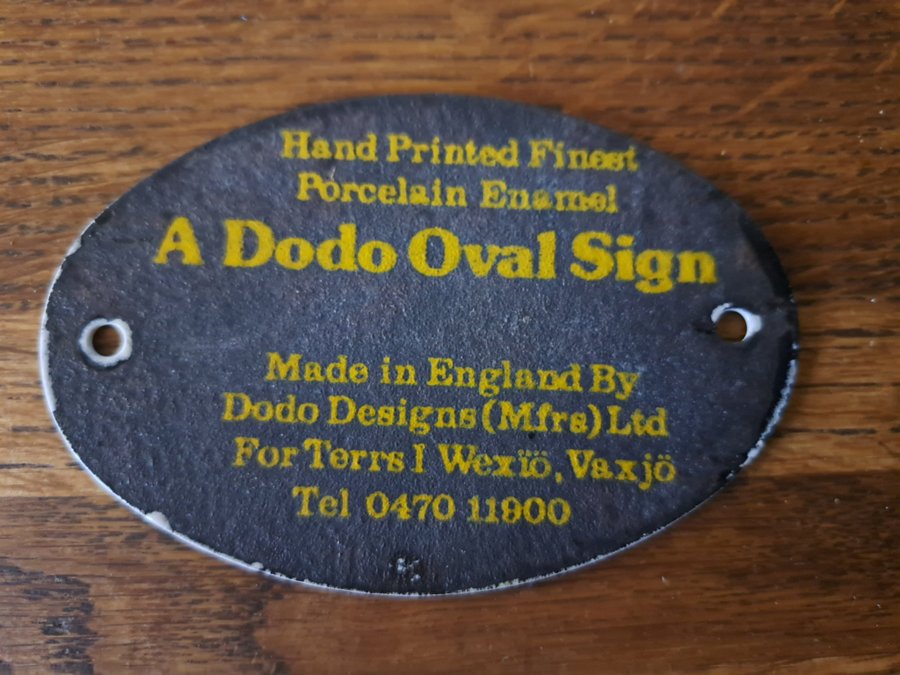 Hand Printed Finest
Porcelain Enamel
A Dodo Oval Sign
Made in England By
Dodo Designs (Mfrs) Ltd
For Terrs I Wexïö, Vaxjö
Tel 0470 11900